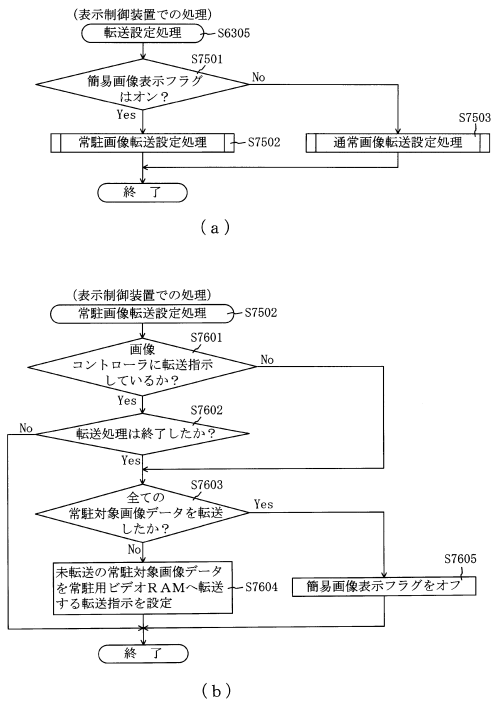 (表示制御装置での処理)
転送設定処理
S6305
S7501
簡易画像表示フラグ
はオン?
No
Yes
常駐画像転送設定処理
S7502
通常画像転送設定処理
S7503
終 了
(a)
(表示制御装置での処理)
常駐画像転送設定処理
S7502
S7601
画像
コントローラに転送指示
しているか?
No
Yes
S7602
転送処理は終了したか?
No
Yes
S7603
全ての
常駐対象画像データを転送
したか?
Yes
No
未転送の常駐対象画像データ
を常駐用ビデオRAMへ転送
する転送指示を設定
S7604
S7605
簡易画像表示フラグをオフ
終 了
(b)